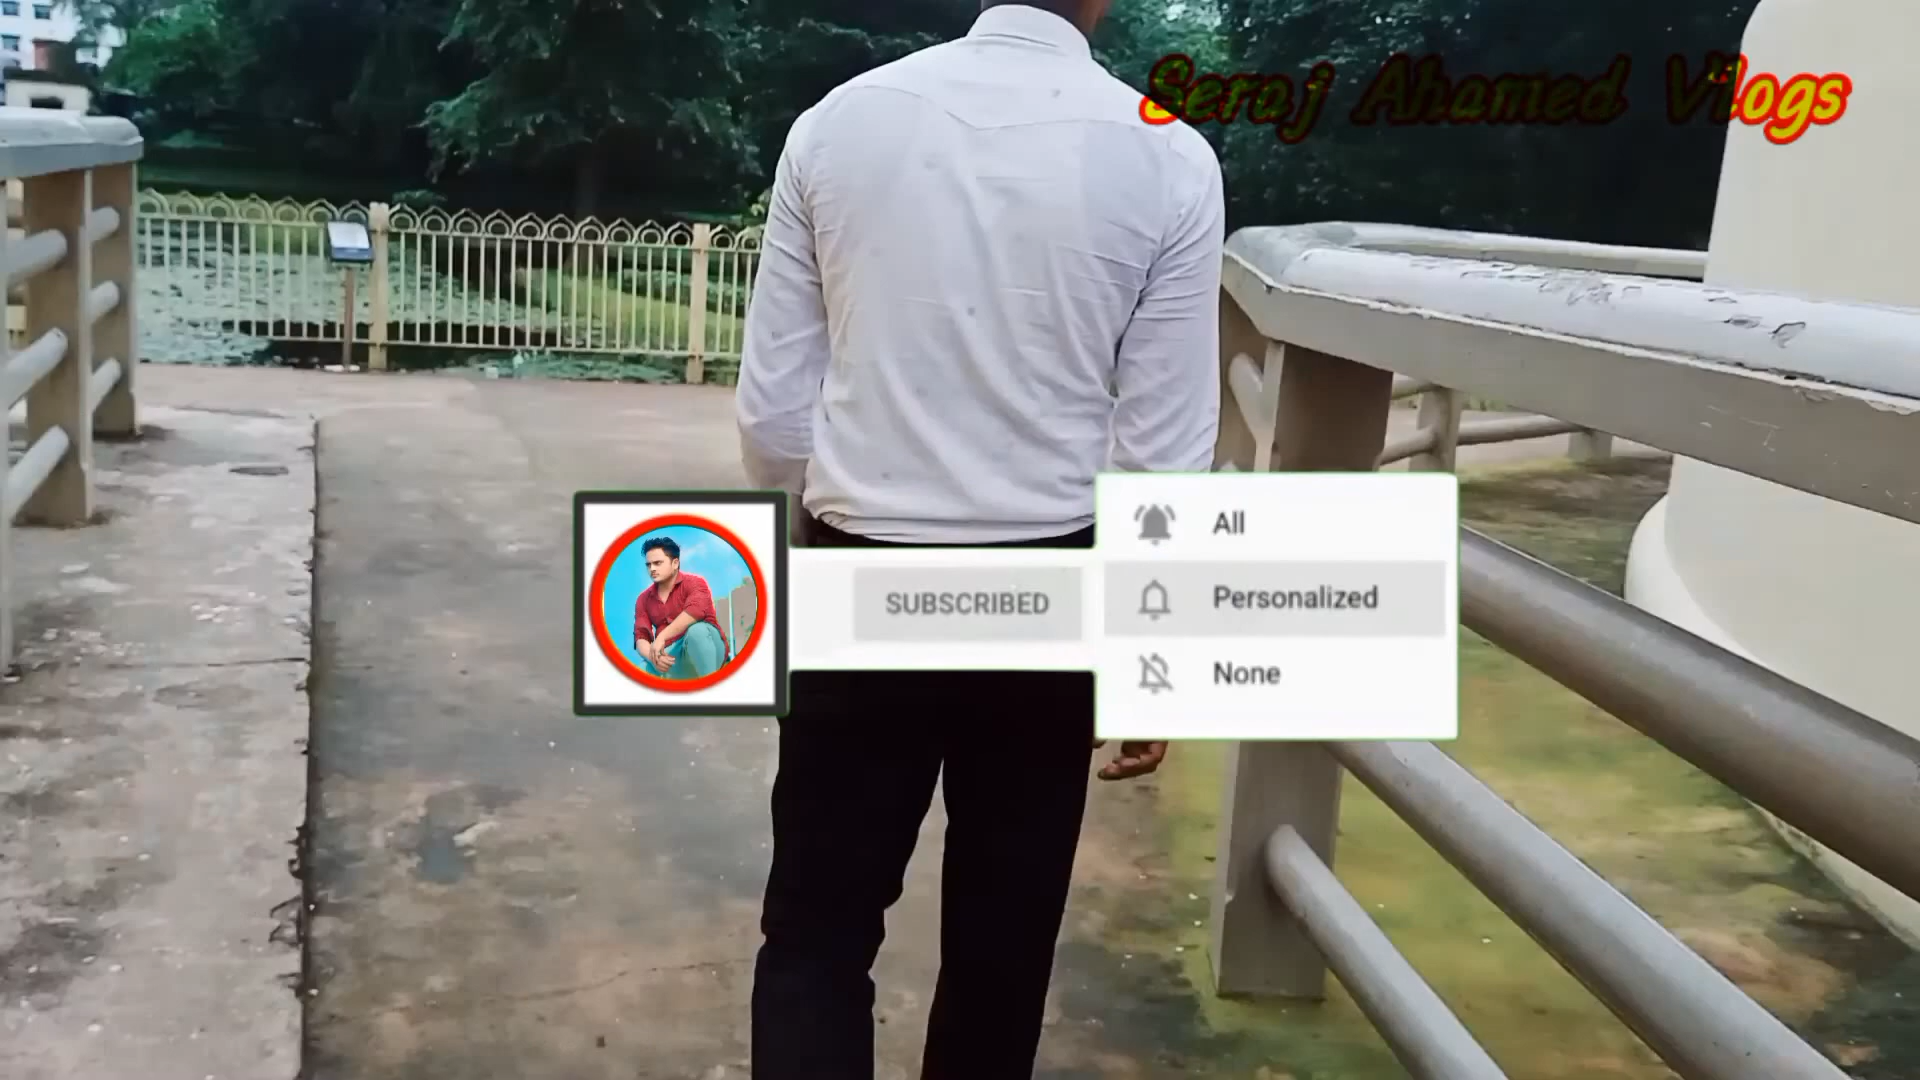 Seraj Ahamed Vlogs
SUBSCRIBED
All
Personalized
None